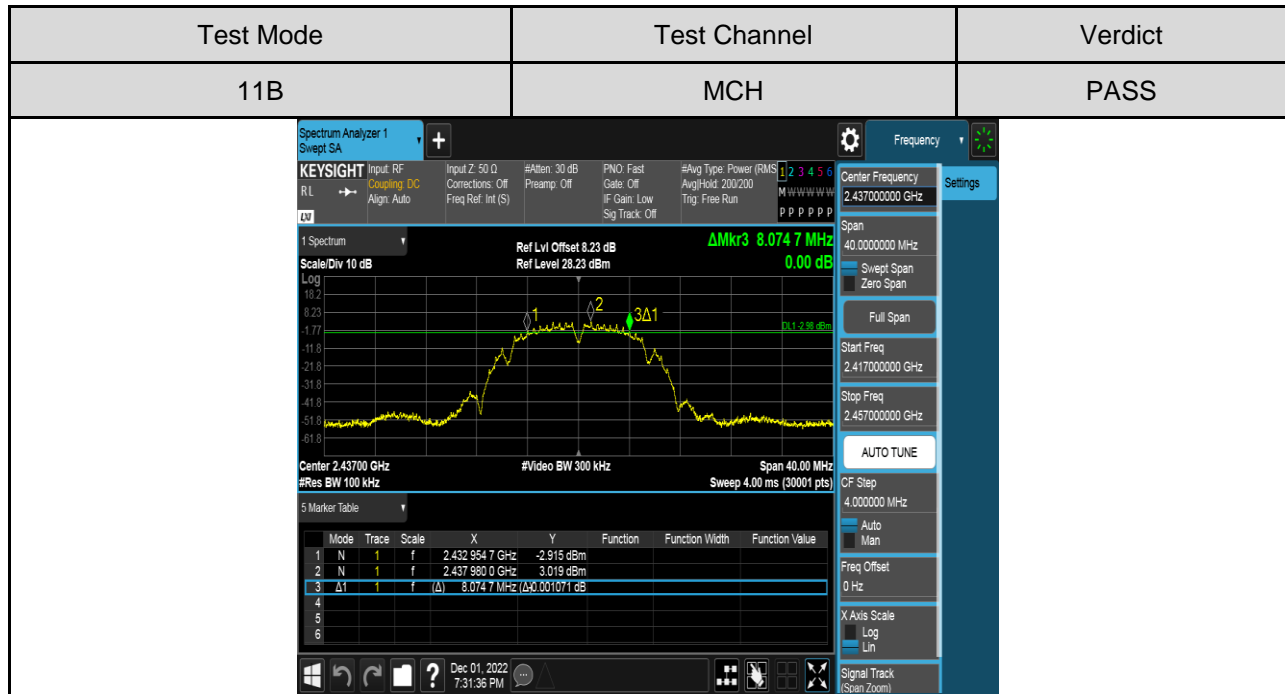 Test Mode Test Channel Verdict
11B MCH PASS
Spectrum Analyzer 1
Swept SA
+
Frequency
KEYSIGHT Input: RF Input Z: 50 Ω #Atten: 30 dB PNO: Fast #Avg Type: Power (RMS 1 2 3 4 5 6
RL Coupling: DC Corrections: Off Preamp: Off Gate: Off Avg|Hold: 200/200 M W W W W W
Align: Auto Freq Ref: Int (S) IF Gain: Low Trig: Free Run
LXI Sig Track: Off P P P P P P
1 Spectrum
Ref Lvl Offset 8.23 dB ΔMkr3 8.074 7 MHz
Scale/Div 10 dB Ref Level 28.23 dBm 0.00 dB
Log
18.2
8.23
-1.77
-11.8
-21.8
-31.8
-41.8
-51.8
-61.8
1 2 3Δ1
DL1 -2.98 dBm
Center 2.43700 GHz #Video BW 300 kHz Span 40.00 MHz
#Res BW 100 kHz Sweep 4.00 ms (30001 pts)
5 Marker Table
Mode Trace Scale X Y Function Function Width Function Value
1 N 1 f 2.432 954 7 GHz -2.915 dBm
2 N 1 f 2.437 980 0 GHz 3.019 dBm
3 Δ1 1 f (Δ) 8.074 7 MHz (Δ) -0.001071 dB
4
5
6
Dec 01, 2022
7:31:36 PM
?
Center Frequency
2.437000000 GHz
Settings
Span
40.0000000 MHz
Swept Span
Zero Span
Full Span
Start Freq
2.417000000 GHz
Stop Freq
2.457000000 GHz
AUTO TUNE
CF Step
4.000000 MHz
Auto
Man
Freq Offset
0 Hz
X Axis Scale
Log
Lin
Signal Track
(Span Zoom)